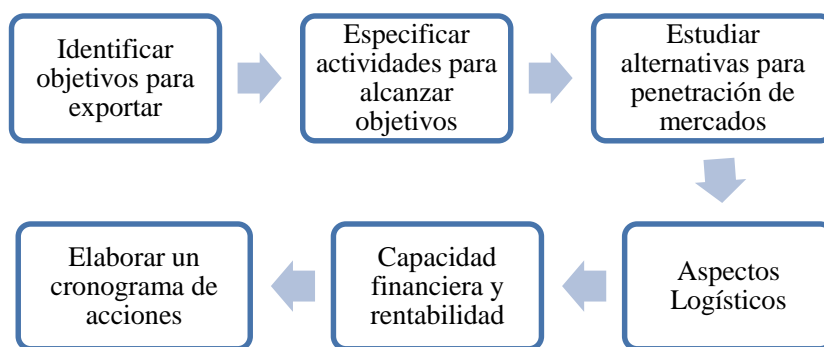 Identificar
objetivos para
exportar
Especificar
actividades para
alcanzar
objetivos
Estudiar
alternativas para
penetración de
mercados
Aspectos
Logísticos
Capacidad
financiera y
rentabilidad
Elaborar un
cronograma de
acciones